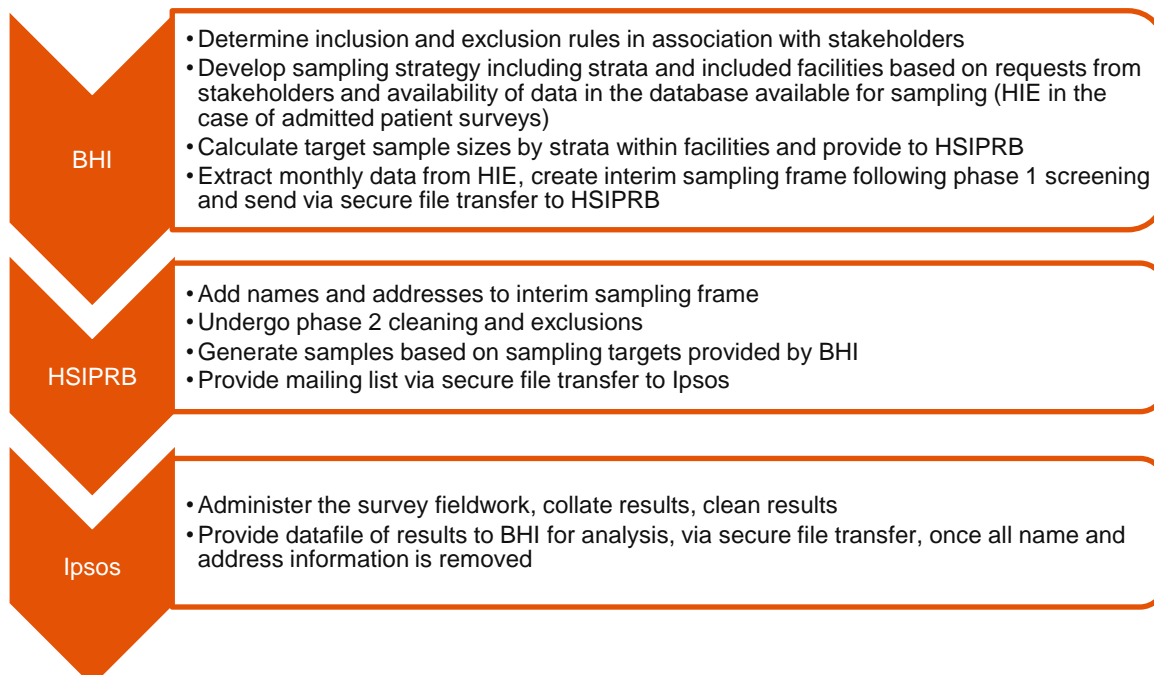 BHI
• Determine inclusion and exclusion rules in association with stakeholders
• Develop sampling strategy including strata and included facilities based on requests from
stakeholders and availability of data in the database available for sampling (HIE in the
case of admitted patient surveys)
• Calculate target sample sizes by strata within facilities and provide to HSIPRB
• Extract monthly data from HIE, create interim sampling frame following phase 1 screening
and send via secure file transfer to HSIPRB
HSIPRB
• Add names and addresses to interim sampling frame
• Undergo phase 2 cleaning and exclusions
• Generate samples based on sampling targets provided by BHI
• Provide mailing list via secure file transfer to Ipsos
Ipsos
• Administer the survey fieldwork, collate results, clean results
• Provide datafile of results to BHI for analysis, via secure file transfer, once all name and
address information is removed